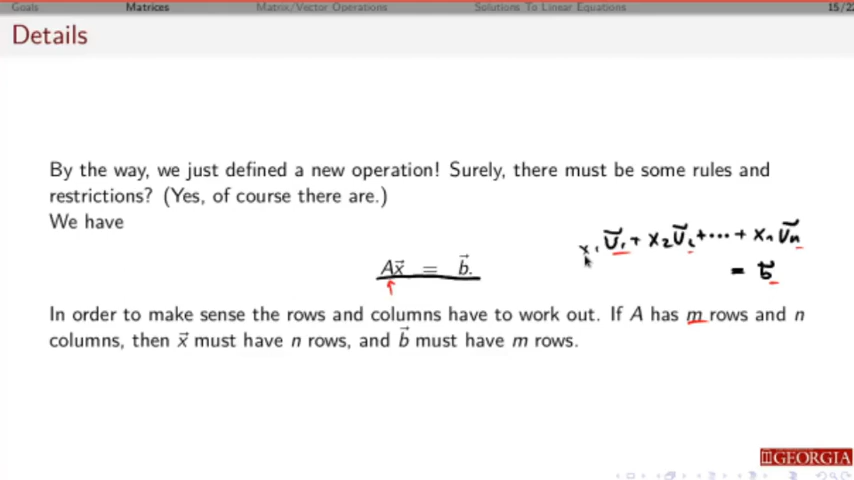 Goals Matrices Matrix/Vector Operations Solutions To Linear Equations 15/22
Details
By the way, we just defined a new operation! Surely, there must be some rules and
restrictions? (Yes, of course there are.)
We have
x₁v⃗₁ + x₂v⃗₂ + ··· + xₙv⃗ₙ
= b⃗
Ax⃗ = b⃗.
In order to make sense the rows and columns have to work out. If A has m rows and n
columns, then x⃗ must have n rows, and b⃗ must have m rows.
GEORGIA